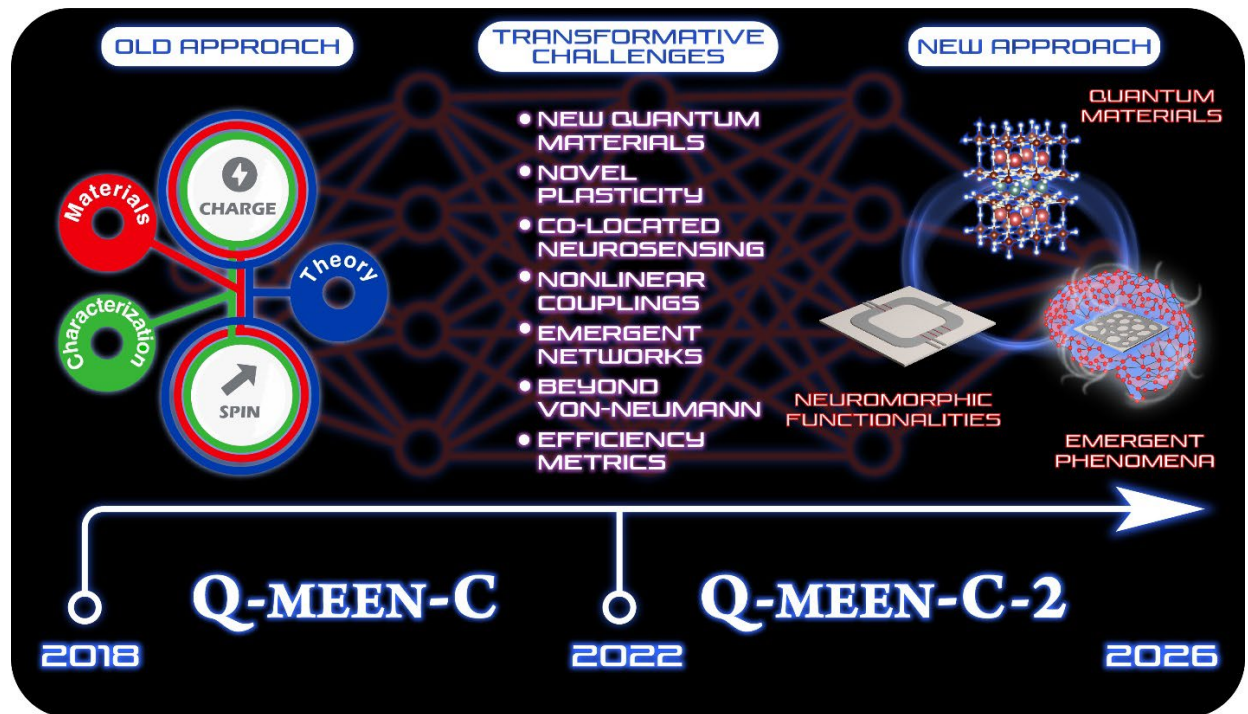 OLD APPROACH
TRANSFORMATIVE
CHALLENGES
NEW APPROACH
Materials
Characterization
Theory
CHARGE
SPIN
• NEW QUANTUM
MATERIALS
• NOVEL
PLASTICITY
• CO-LOCATED
NEUROSENSING
• NONLINEAR
COUPLINGS
• EMERGENT
NETWORKS
• BEYOND
VON-NEUMANN
• EFFICIENCY
METRICS
QUANTUM
MATERIALS
NEUROMORPHIC
FUNCTIONALITIES
EMERGENT
PHENOMENA
Q-MEEN-C
Q-MEEN-C-2
2018
2022
2026